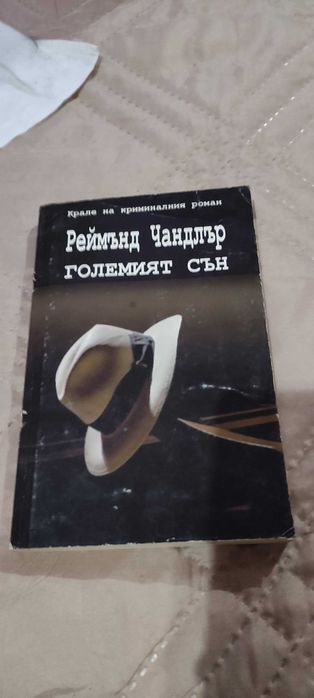 Крале на криминалния роман
Реймънд Чандлър
ГОЛЕМИЯТ СЪН